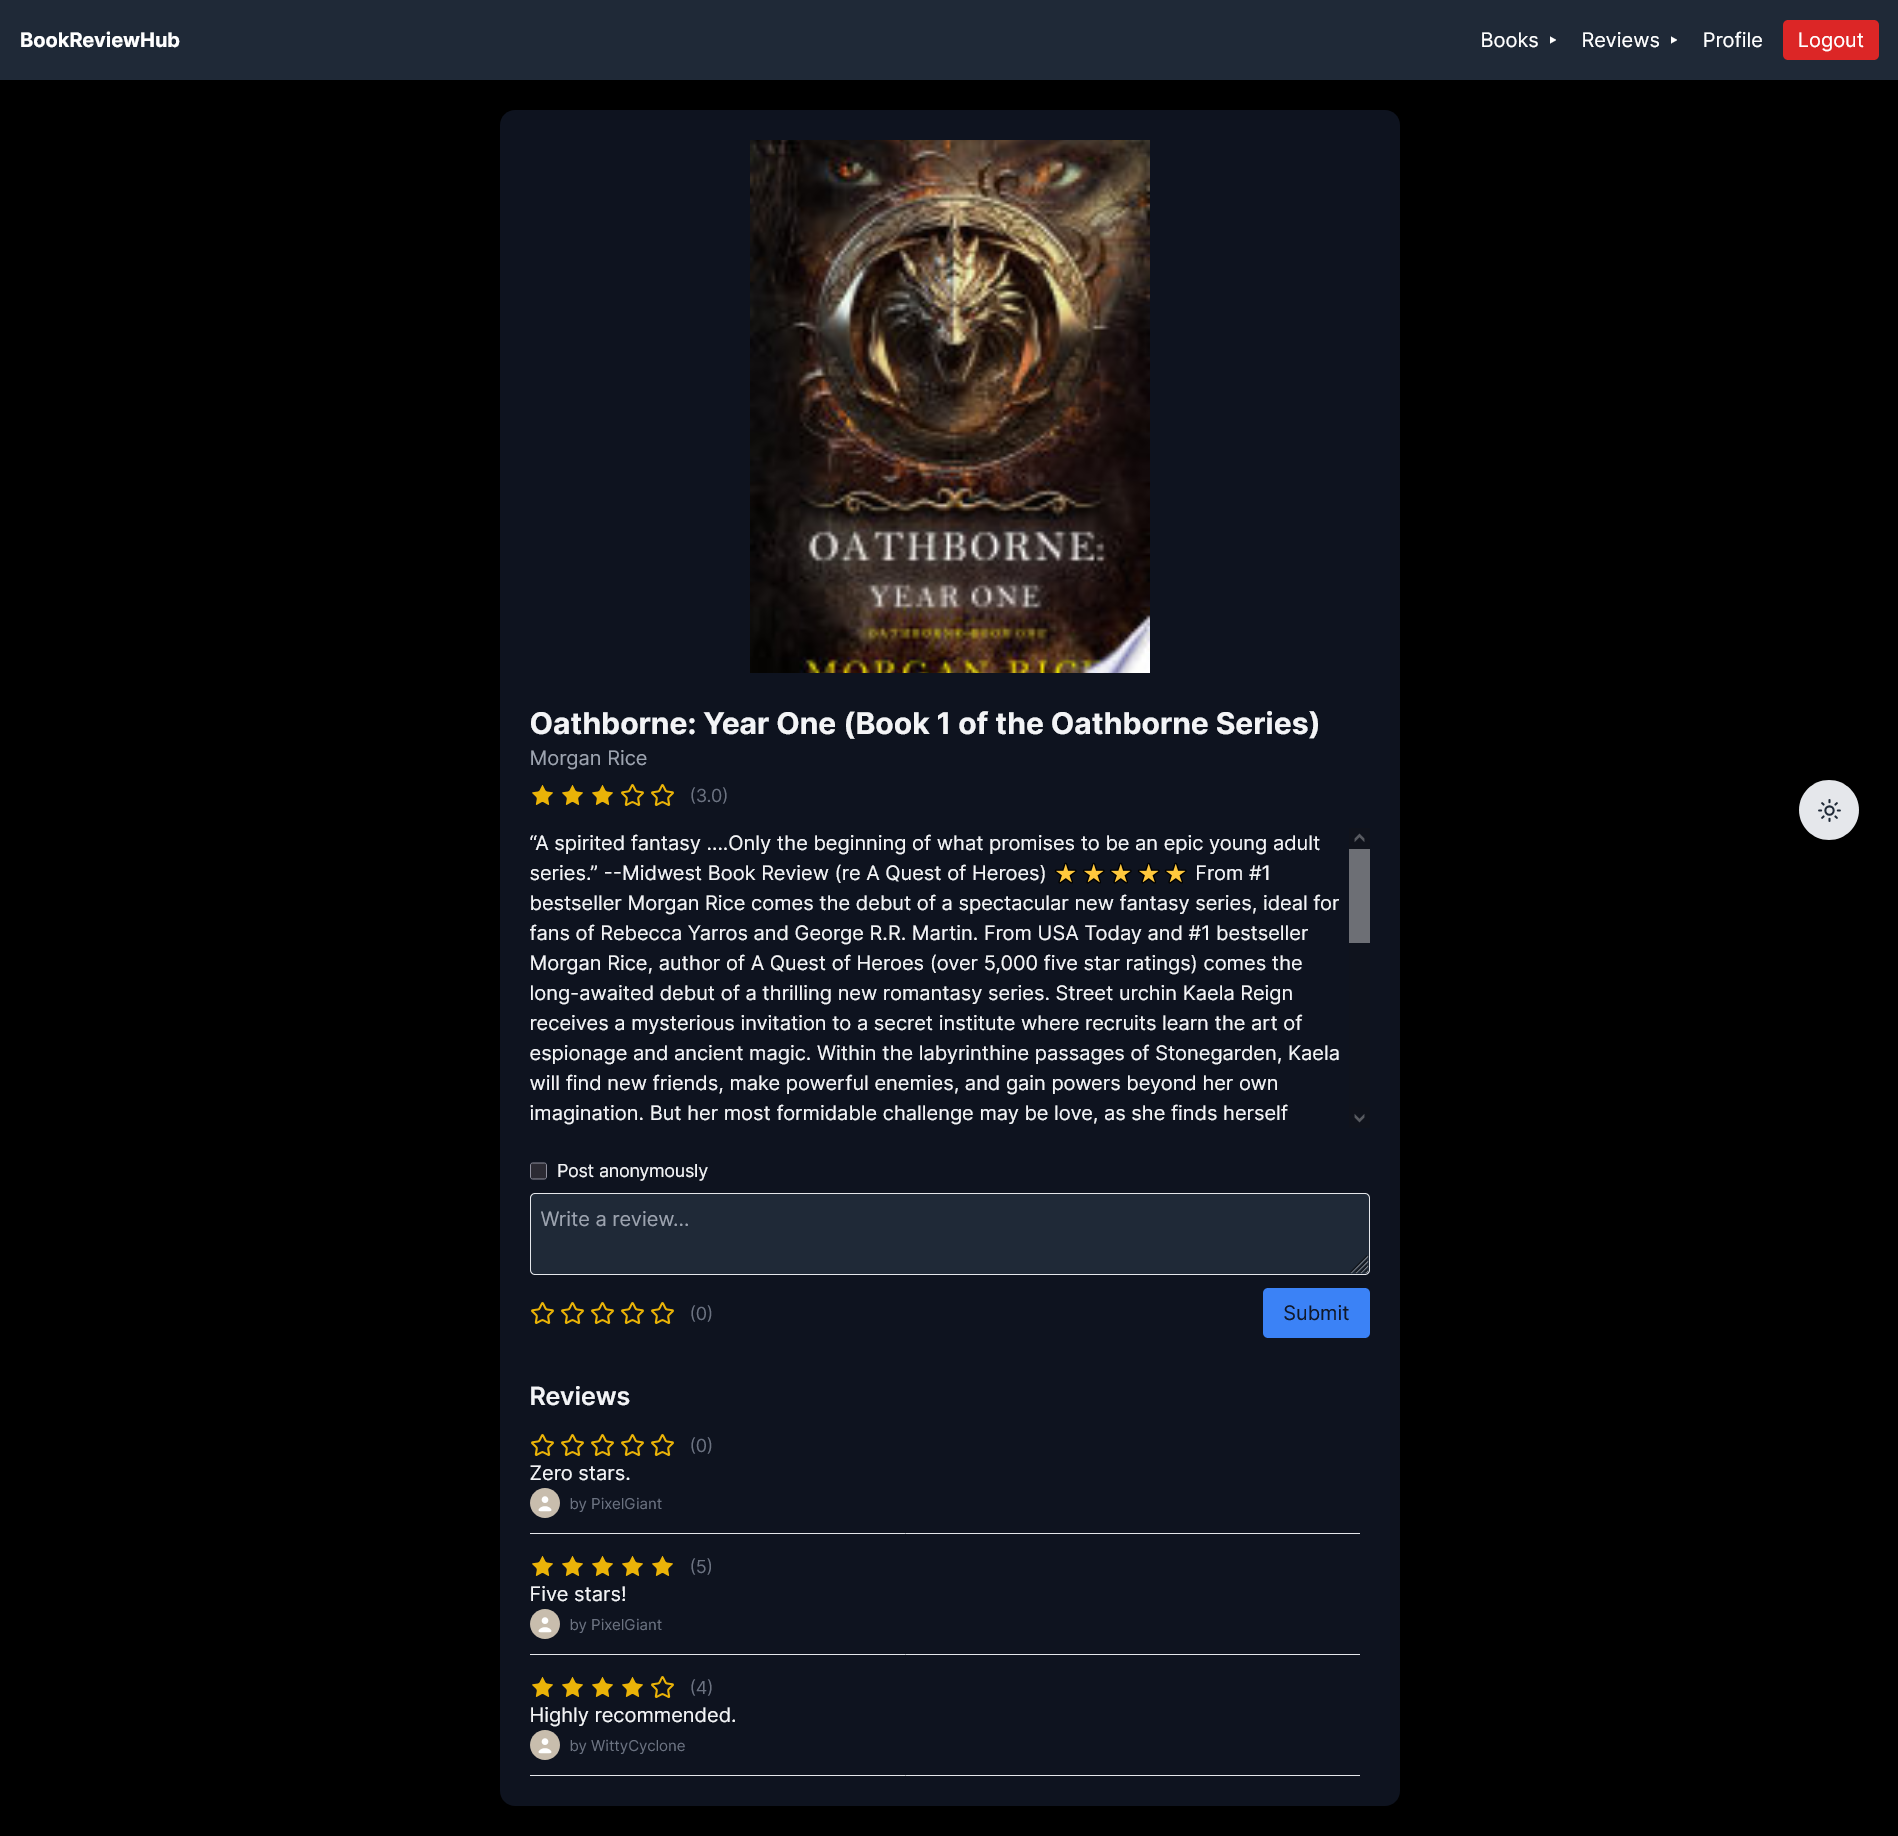 BookReviewHub
Books ▸ Reviews ▸ Profile Logout
OATHBORNE:
YEAR ONE
OATHBORNE–BOOK ONE
Oathborne: Year One (Book 1 of the Oathborne Series)
Morgan Rice
(3.0)
“A spirited fantasy ....Only the beginning of what promises to be an epic young adult
series.” --Midwest Book Review (re A Quest of Heroes) ⭐⭐⭐⭐⭐ From #1
bestseller Morgan Rice comes the debut of a spectacular new fantasy series, ideal for
fans of Rebecca Yarros and George R.R. Martin. From USA Today and #1 bestseller
Morgan Rice, author of A Quest of Heroes (over 5,000 five star ratings) comes the
long-awaited debut of a thrilling new romantasy series. Street urchin Kaela Reign
receives a mysterious invitation to a secret institute where recruits learn the art of
espionage and ancient magic. Within the labyrinthine passages of Stonegarden, Kaela
will find new friends, make powerful enemies, and gain powers beyond her own
imagination. But her most formidable challenge may be love, as she finds herself
Post anonymously
Write a review...
(0)
Submit
Reviews
(0)
Zero stars.
by PixelGiant
(5)
Five stars!
by PixelGiant
(4)
Highly recommended.
by WittyCyclone